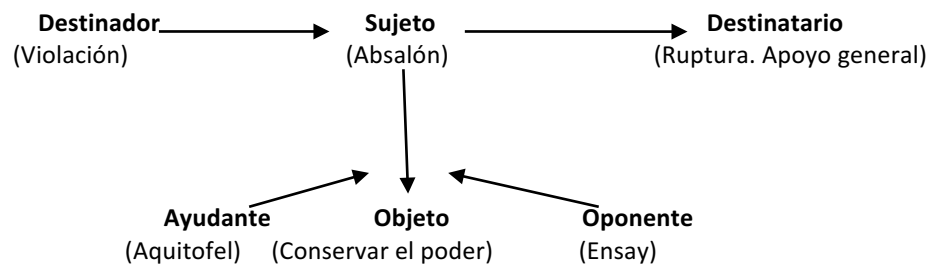 Destinador Sujeto Destinatario
(Violación) (Absalón) (Ruptura. Apoyo general)
Ayudante Objeto Oponente
(Aquitofel) (Conservar el poder) (Ensay)